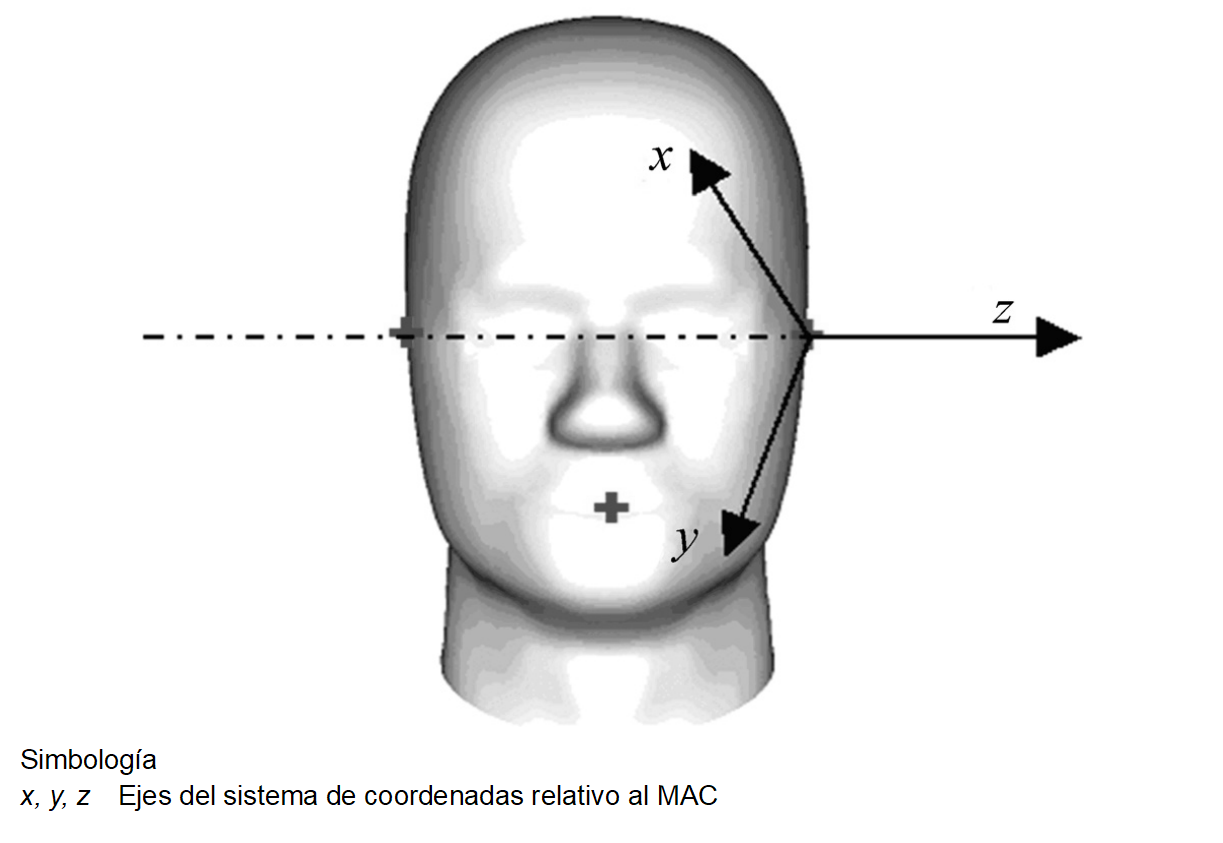 x
z
y
Simbología
x, y, z Ejes del sistema de coordenadas relativo al MAC